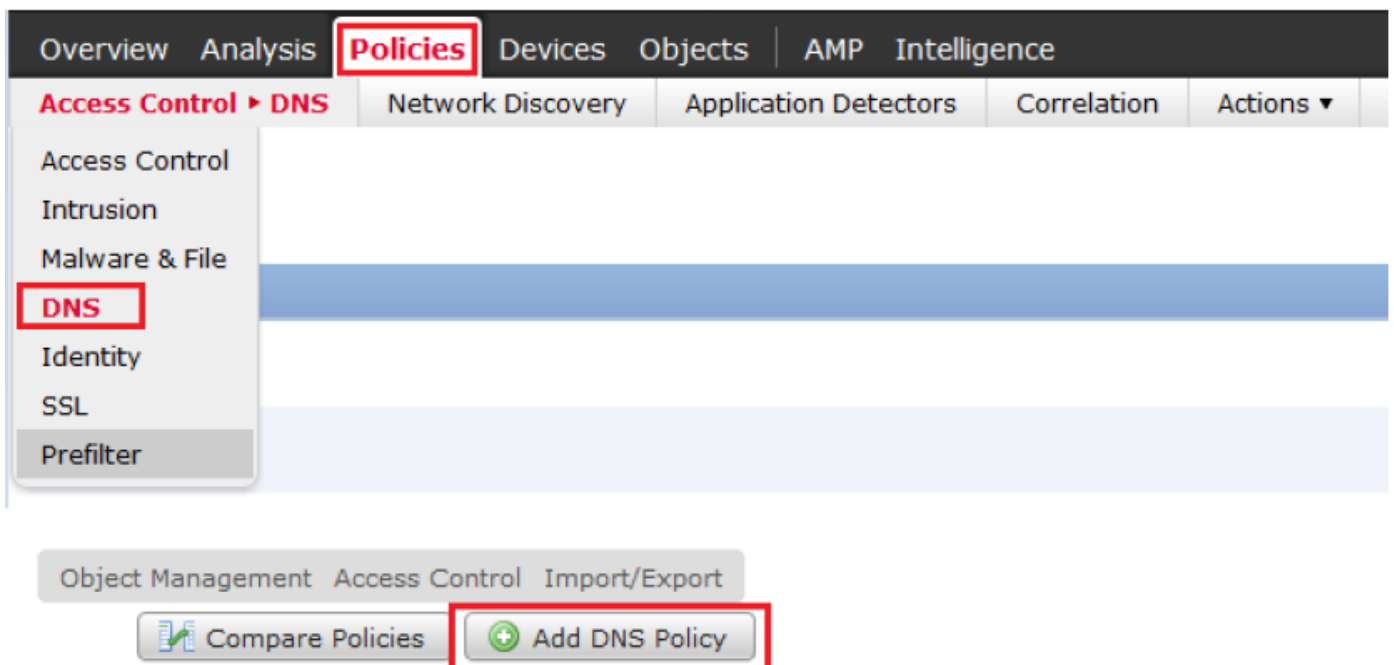 Overview Analysis Policies Devices Objects AMP Intelligence
Access Control ▸ DNS Network Discovery Application Detectors Correlation Actions ▾
Access Control
Intrusion
Malware & File
DNS
Identity
SSL
Prefilter
Object Management Access Control Import/Export
Compare Policies Add DNS Policy